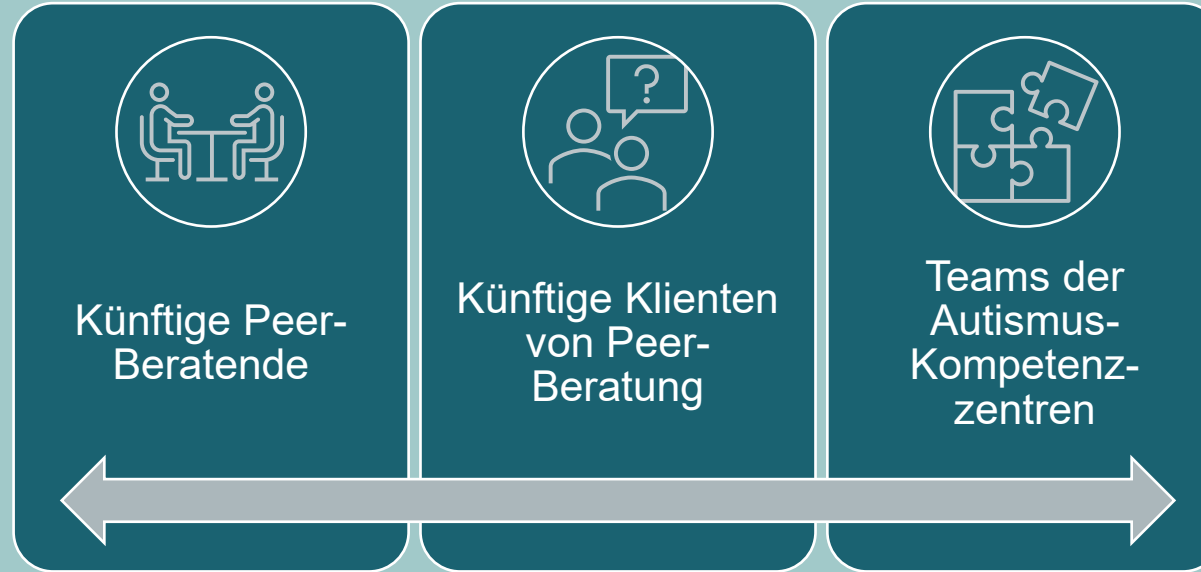 ?
Künftige Peer-
Beratende
Künftige Klienten
von Peer-
Beratung
Teams der
Autismus-
Kompetenz-
zentren